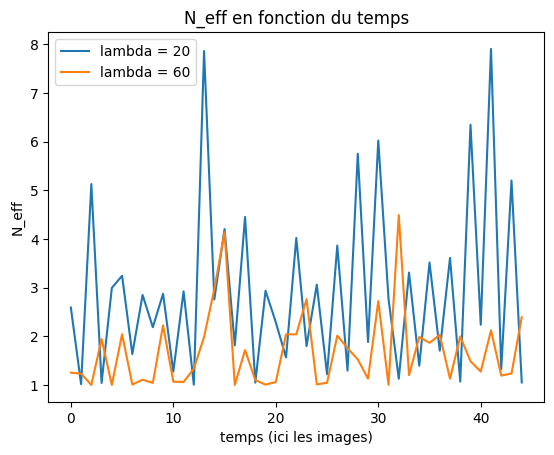 N_eff en fonction du temps
lambda = 20
lambda = 60
8
7
6
5
4
3
2
1
N_eff
0 10 20 30 40
temps (ici les images)